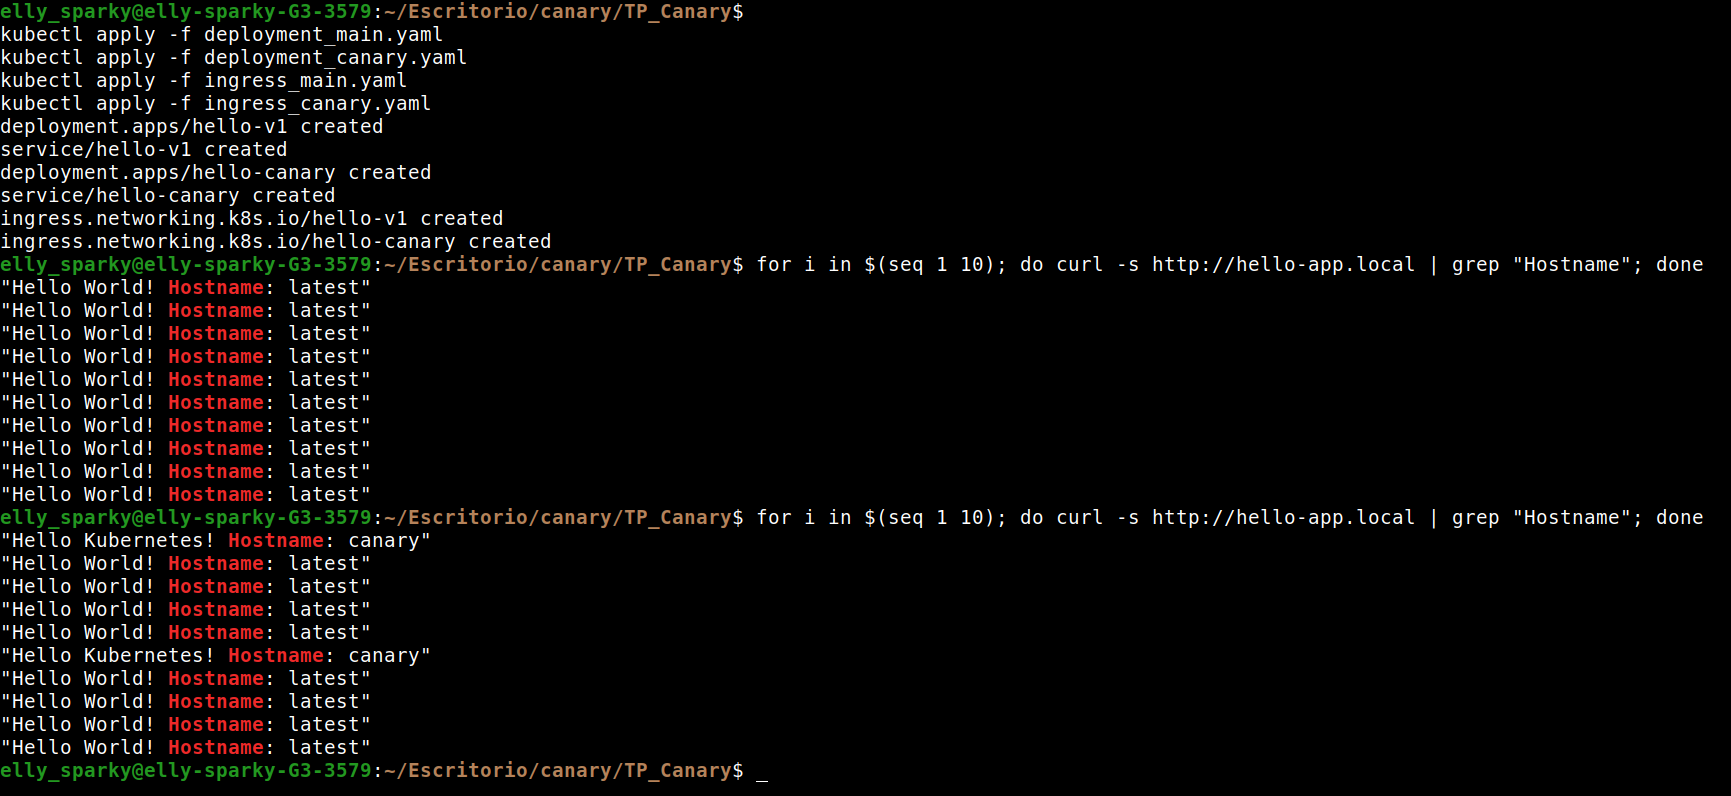 elly_sparky@elly-sparky-G3-3579:~/Escritorio/canary/TP_Canary$
kubectl apply -f deployment_main.yaml
kubectl apply -f deployment_canary.yaml
kubectl apply -f ingress_main.yaml
kubectl apply -f ingress_canary.yaml
deployment.apps/hello-v1 created
service/hello-v1 created
deployment.apps/hello-canary created
service/hello-canary created
ingress.networking.k8s.io/hello-v1 created
ingress.networking.k8s.io/hello-canary created
elly_sparky@elly-sparky-G3-3579:~/Escritorio/canary/TP_Canary$ for i in $(seq 1 10); do curl -s http://hello-app.local | grep "Hostname"; done
"Hello World! Hostname: latest"
"Hello World! Hostname: latest"
"Hello World! Hostname: latest"
"Hello World! Hostname: latest"
"Hello World! Hostname: latest"
"Hello World! Hostname: latest"
"Hello World! Hostname: latest"
"Hello World! Hostname: latest"
"Hello World! Hostname: latest"
"Hello World! Hostname: latest"
elly_sparky@elly-sparky-G3-3579:~/Escritorio/canary/TP_Canary$ for i in $(seq 1 10); do curl -s http://hello-app.local | grep "Hostname"; done
"Hello Kubernetes! Hostname: canary"
"Hello World! Hostname: latest"
"Hello World! Hostname: latest"
"Hello World! Hostname: latest"
"Hello World! Hostname: latest"
"Hello Kubernetes! Hostname: canary"
"Hello World! Hostname: latest"
"Hello World! Hostname: latest"
"Hello World! Hostname: latest"
"Hello World! Hostname: latest"
elly_sparky@elly-sparky-G3-3579:~/Escritorio/canary/TP_Canary$ _